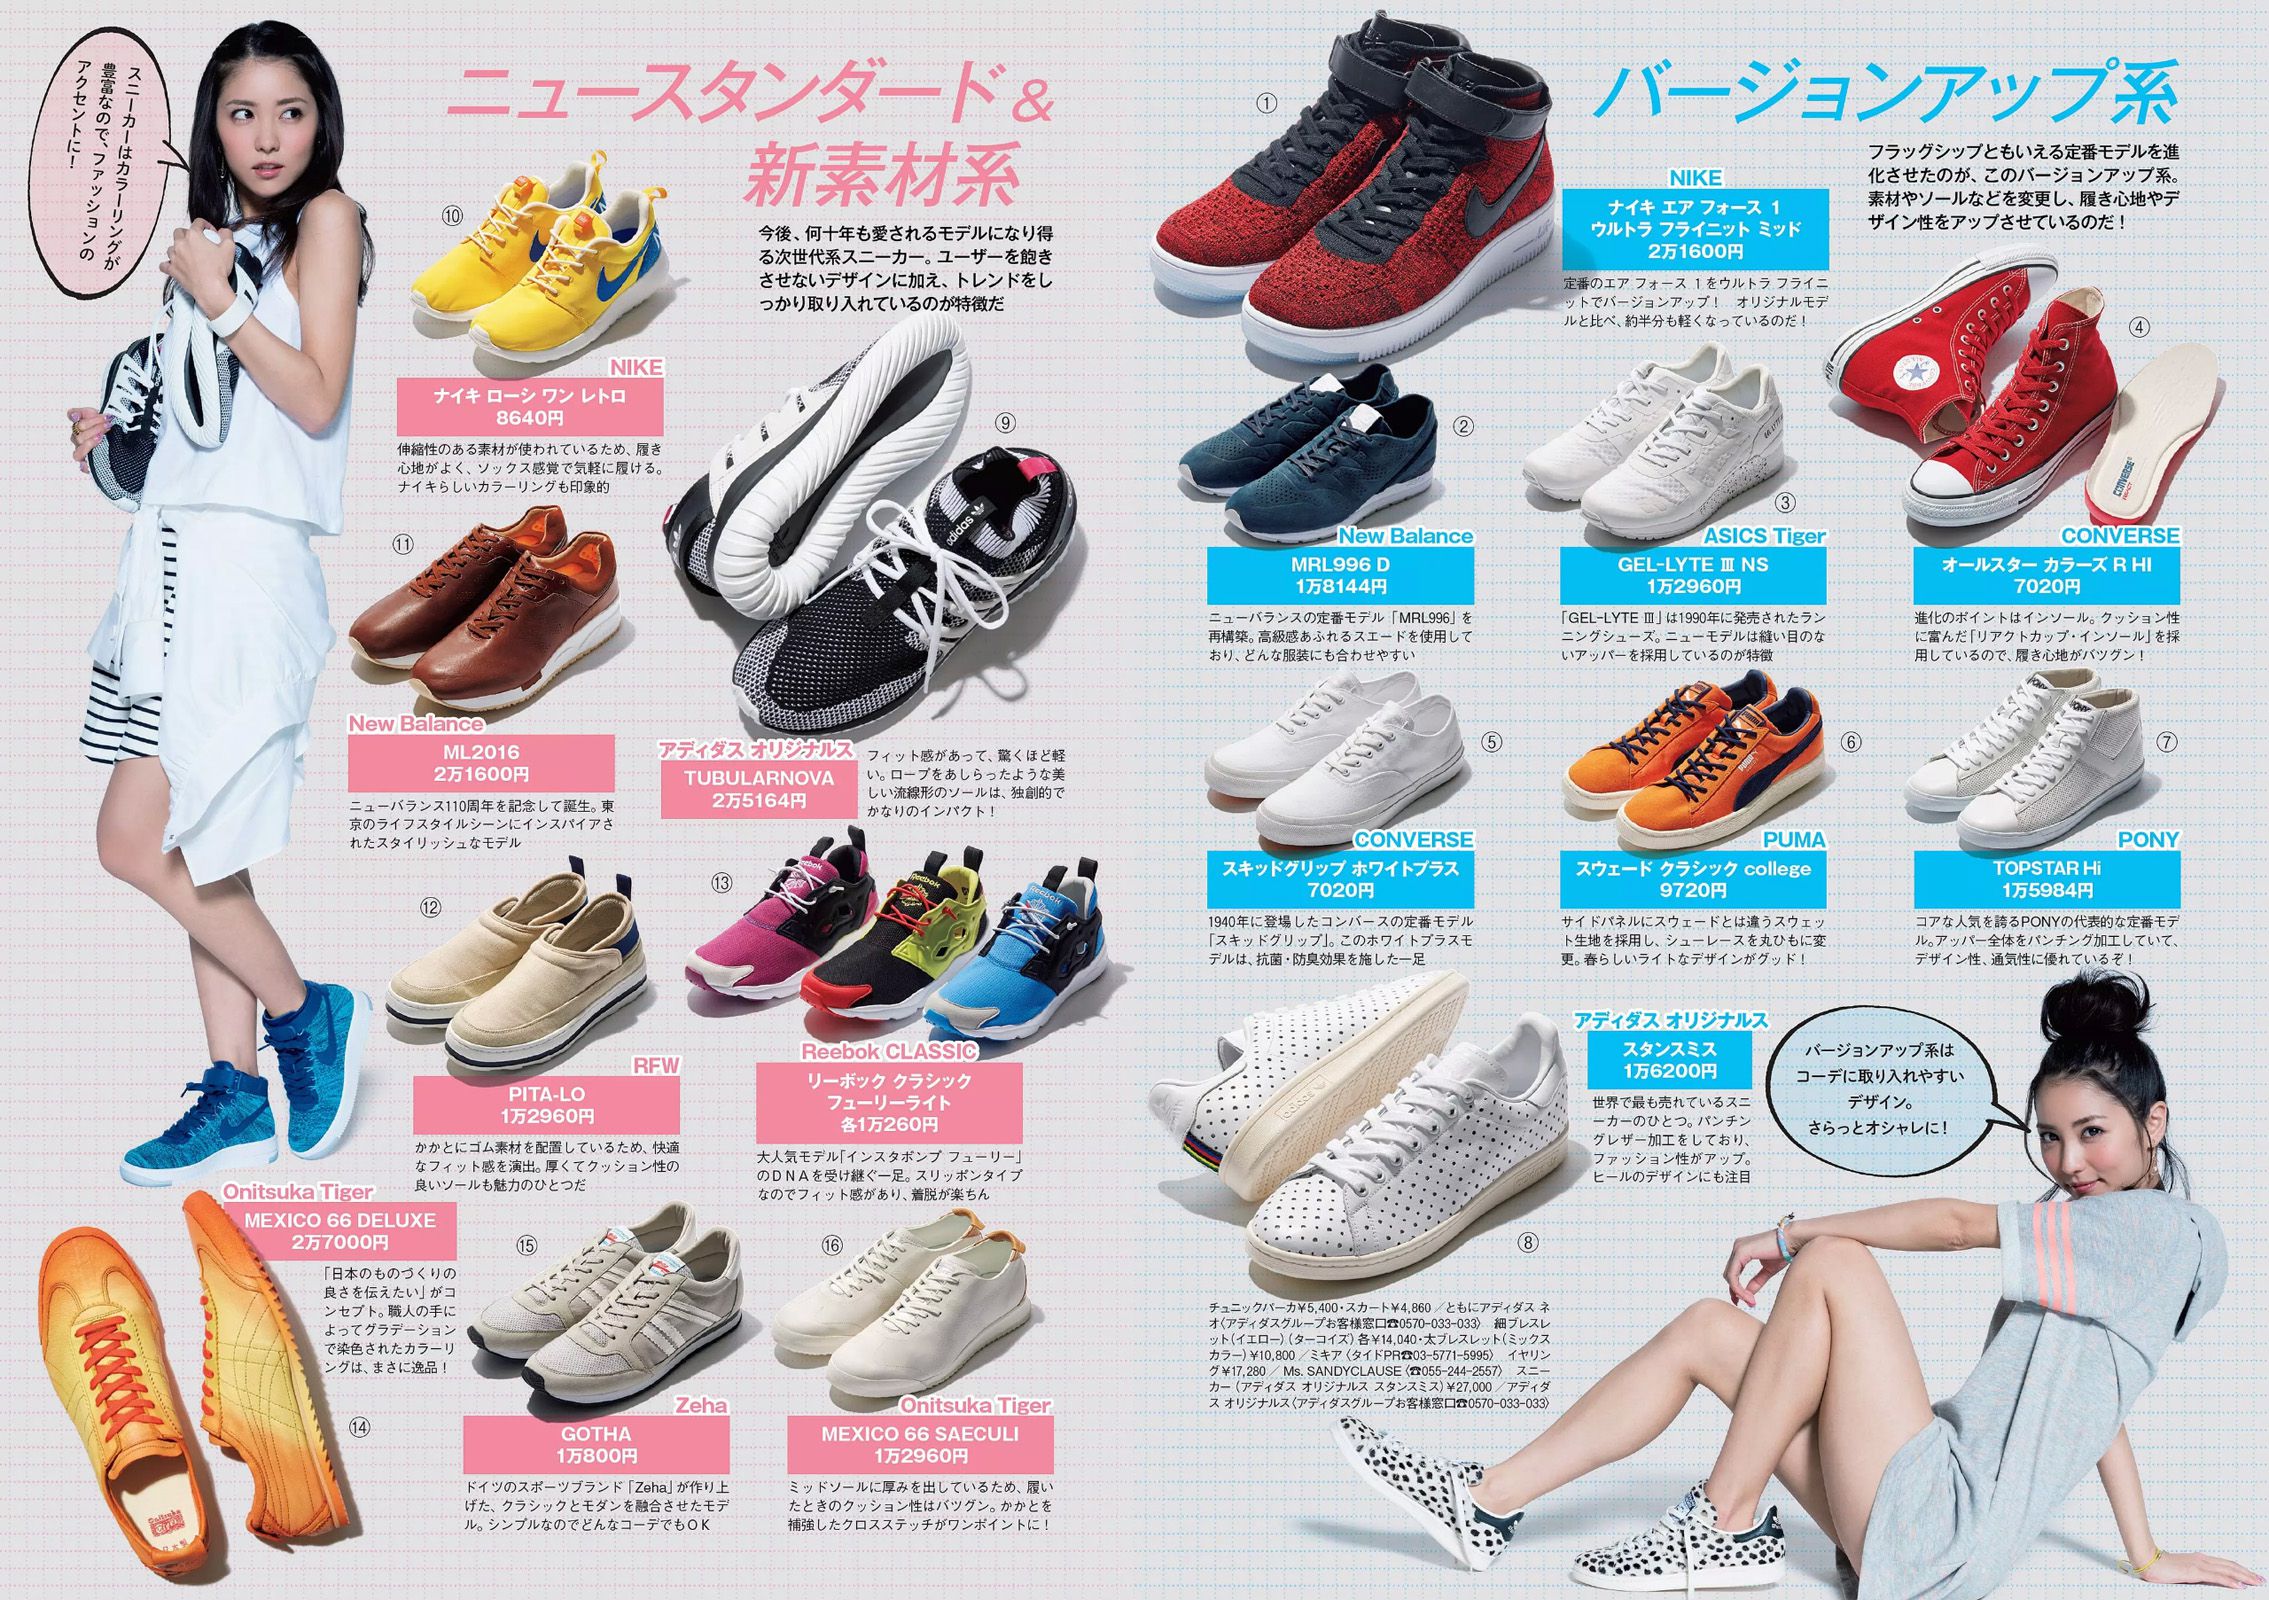 バージョンアップ系
フラッグシップともいえる定番モデルを進
化させたのが、このバージョンアップ系。
素材やソールなどを変更し、履き心地やデ
ザイン性をアップさせているのだ！
①
NIKE
ナイキ エア フォース 1
ウルトラ フライニット ミッド
2万1600円
定番のエア フォース 1をウルトラ フライニ
ットでバージョンアップ！　オリジナルモデ
ルと比べ、約半分も軽くなっているのだ！
②
New Balance
MRL996 D
1万8144円
ニューバランスの定番モデル「MRL996」を
再構築。高級感あふれるスエードを使用して
おり、どんな服装にも合わせやすい
③
ASICS Tiger
GEL-LYTE Ⅲ NS
1万2960円
「GEL-LYTE Ⅲ」は1990年に発売されたラン
ニングシューズ。ニューモデルは縫い目のな
いアッパーを採用しているのが特徴
④
CONVERSE
オールスター カラーズ R HI
7020円
進化のポイントはインソール。クッション性
に富んだ「リアクトカップ・インソール」を採
用しているので、履き心地がバツグン！
⑤
CONVERSE
スキッドグリップ ホワイトプラス
7020円
1940年に登場したコンバースの定番モデル
「スキッドグリップ」。このホワイトプラスモ
デルは、抗菌・防臭効果を施した一足
⑥
PUMA
スウェード クラシック college
9720円
サイドパネルにスウェードとは違うスウェッ
ト生地を採用し、シューレースを丸ひもに変
更。春らしいライトなデザインがグッド！
⑦
PONY
TOPSTAR Hi
1万5984円
コアな人気を誇るPONYの代表的な定番モデ
ル。アッパー全体をパンチング加工していて、
デザイン性、通気性に優れているぞ！
⑧
アディダス オリジナルス
スタンスミス
1万6200円
世界で最も売れているスニ
ーカーのひとつ。パンチン
グレザー加工をしており、
ファッション性がアップ。
ヒールのデザインにも注目
バージョンアップ系は
コーデに取り入れやすい
デザイン。
さらっとオシャレに！
チュニックパーカ¥5,400・スカート¥4,860／ともにアディダス ネ
オ〈アディダスグループお客様窓口☎0570-033-033〉　細ブレスレ
ット（イエロー）（ターコイズ）各¥14,040・太ブレスレット（ミックス
カラー）¥10,800／ミキア〈タイドPR☎03-5771-5995〉　イヤリン
グ¥17,280／ Ms. SANDYCLAUSE〈☎055-244-2557〉　スニー
カー（アディダス オリジナルス スタンスミス）¥27,000／アディダ
ス オリジナルス〈アディダスグループお客様窓口☎0570-033-033〉
ニュースタンダード&
新素材系
今後、何十年も愛されるモデルになり得
る次世代系スニーカー。ユーザーを飽き
させないデザインに加え、トレンドをし
っかり取り入れているのが特徴だ
スニーカーはカラーリングが
豊富なので、ファッションの
アクセントに！
⑨
アディダス オリジナルス
TUBULARNOVA
2万5164円
フィット感があって、驚くほど軽
い。ロープをあしらったような美
しい流線形のソールは、独創的で
かなりのインパクト！
⑩
NIKE
ナイキ ローシ ワン レトロ
8640円
伸縮性のある素材が使われているため、履き
心地がよく、ソックス感覚で気軽に履ける。
ナイキらしいカラーリングも印象的
⑪
New Balance
ML2016
2万1600円
ニューバランス110周年を記念して誕生。東
京のライフスタイルシーンにインスパイアさ
れたスタイリッシュなモデル
⑫
RFW
PITA-LO
1万2960円
かかとにゴム素材を配置しているため、快適
なフィット感を演出。厚くてクッション性の
良いソールも魅力のひとつだ
⑬
Reebok CLASSIC
リーボック クラシック
フューリーライト
各1万260円
大人気モデル「インスタポンプ フューリー」
のDNAを受け継ぐ一足。スリッポンタイプ
なのでフィット感があり、着脱が楽ちん
⑭
Onitsuka Tiger
MEXICO 66 DELUXE
2万7000円
「日本のものづくりの
良さを伝えたい」がコ
ンセプト。職人の手に
よってグラデーション
で染色されたカラーリ
ングは、まさに逸品！
⑮
Zeha
GOTHA
1万800円
ドイツのスポーツブランド「Zeha」が作り上
げた、クラシックとモダンを融合させたモデ
ル。シンプルなのでどんなコーデでもOK
⑯
Onitsuka Tiger
MEXICO 66 SAECULI
1万2960円
ミッドソールに厚みを出しているため、履い
たときのクッション性はバツグン。かかとを
補強したクロスステッチがワンポイントに！
adidas
CONVERSE
REACT
Reebok
Reebok
Reebok
PONY
PUMA